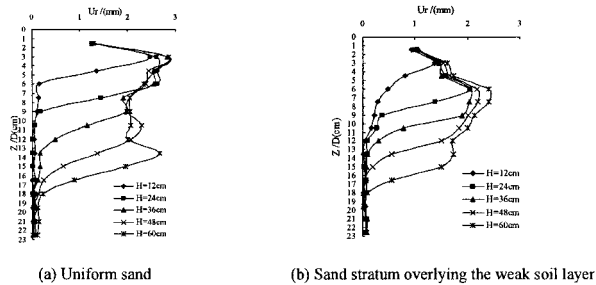 Ur /(mm)
0 1 2 3
Z /D(cm)
0
1
2
3
4
5
6
7
8
9
10
11
12
13
14
15
16
17
18
19
20
21
22
23
H=12cm
H=24cm
H=36cm
H=48cm
H=60cm
(a) Uniform sand
Ur /(mm)
0 1 2 3
Z /D(cm)
0
1
2
3
4
5
6
7
8
9
10
11
12
13
14
15
16
17
18
19
20
21
22
23
H=12cm
H=24cm
H=36cm
H=48cm
H=60cm
(b) Sand stratum overlying the weak soil layer